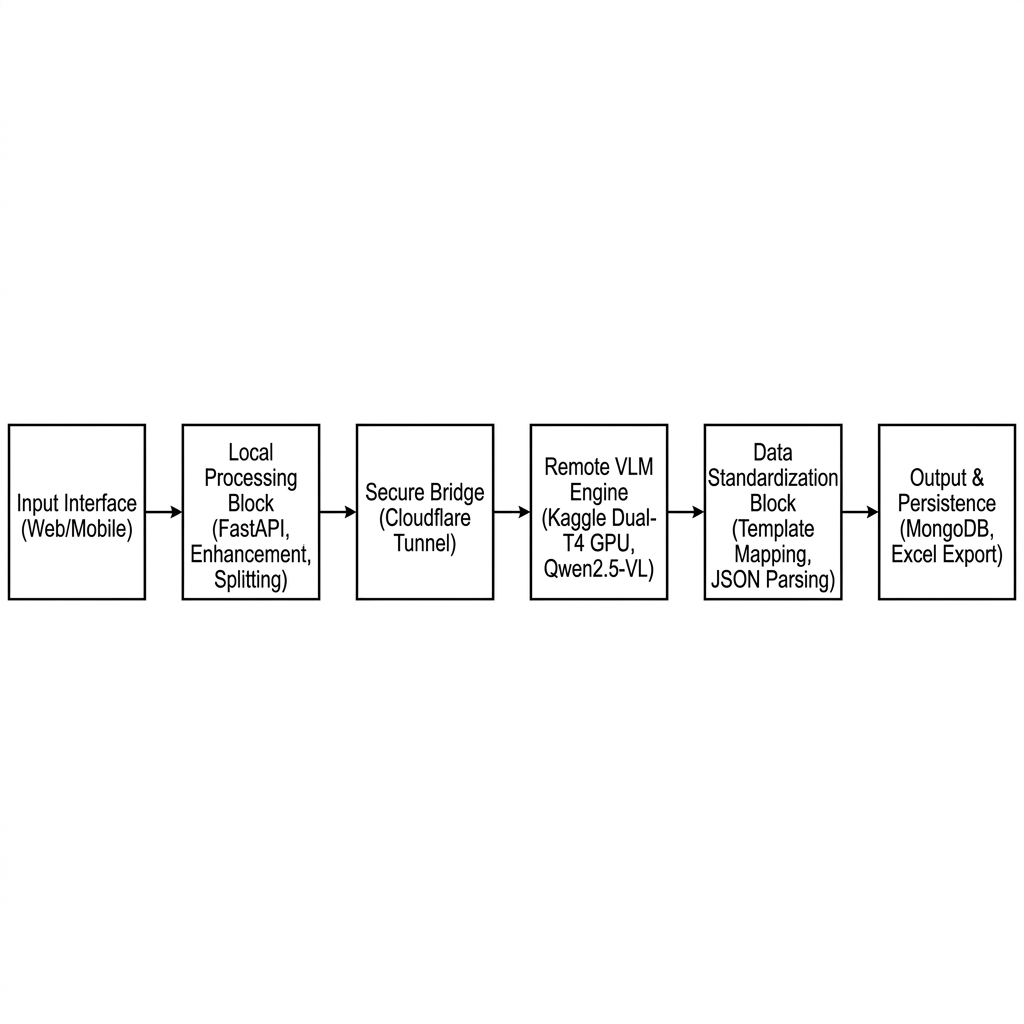 Input Interface
(Web/Mobile)
Local
Processing
Block
(FastAPI,
Enhancement,
Splitting)
Secure Bridge
(Cloudflare
Tunnel)
Remote VLM
Engine
(Kaggle Dual-
T4 GPU,
Qwen2.5-VL)
Data
Standardization
Block
(Template
Mapping,
JSON Parsing)
Output &
Persistence
(MongoDB,
Excel Export)